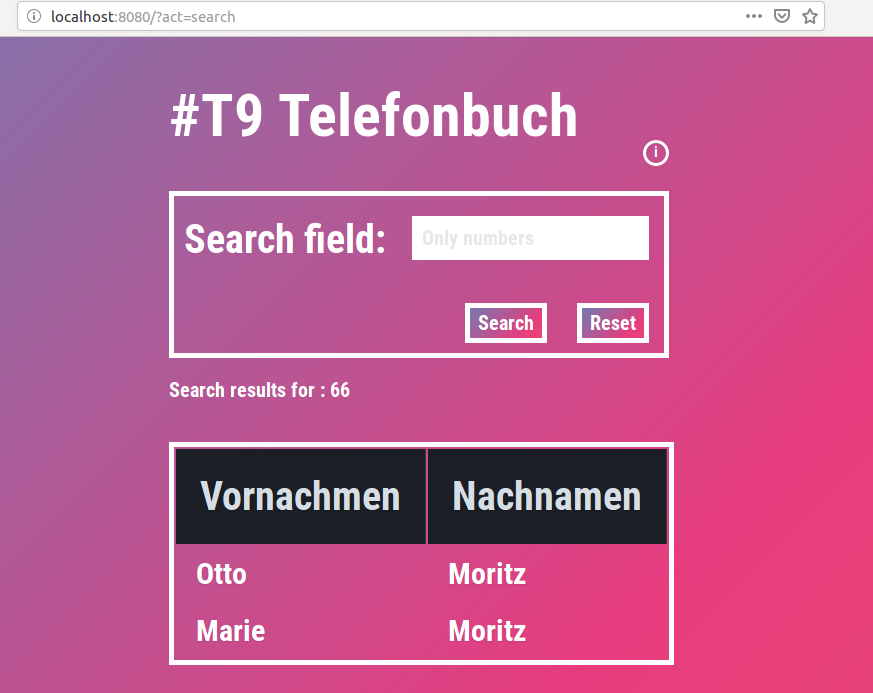 localhost:8080/?act=search
#T9 Telefonbuch
i
Search field: Only numbers
Search Reset
Search results for : 66
Vornachmen Nachnamen
Otto Moritz
Marie Moritz